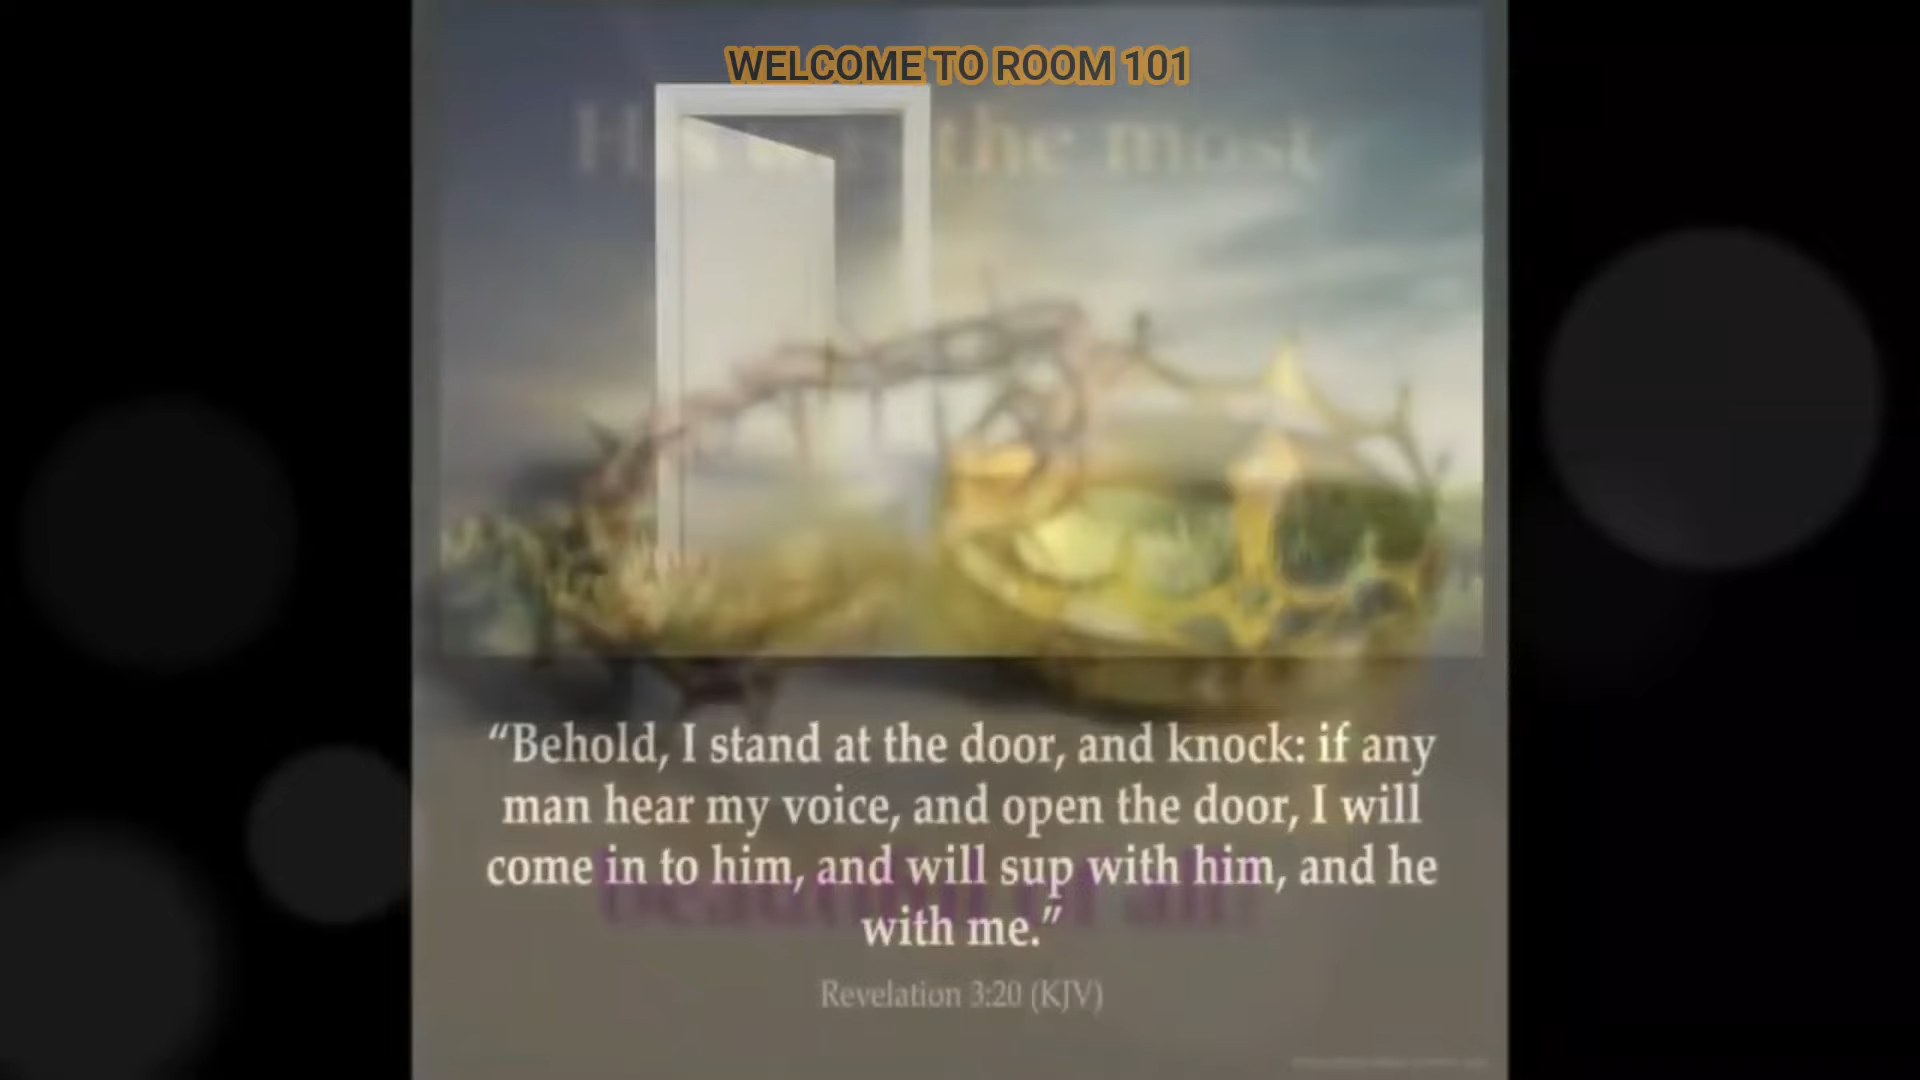 WELCOME TO ROOM 101
the most
“Behold, I stand at the door, and knock: if any
man hear my voice, and open the door, I will
come in to him, and will sup with him, and he
with me.”
Revelation 3:20 (KJV)